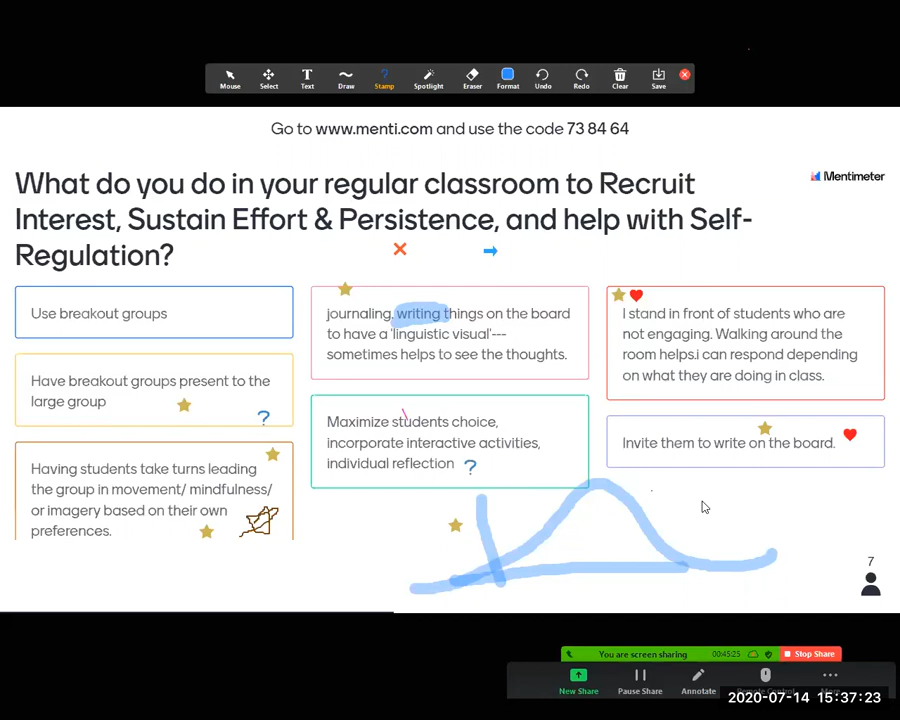 Mouse Select Text Draw Stamp Spotlight Eraser Format Undo Redo Clear Save
Go to www.menti.com and use the code 73 84 64
What do you do in your regular classroom to Recruit
Interest, Sustain Effort & Persistence, and help with Self-
Regulation?
Mentimeter
Use breakout groups
Have breakout groups present to the
large group
?
Having students take turns leading
the group in movement/ mindfulness/
or imagery based on their own
preferences.
journaling, writing things on the board
to have a 'linguistic visual'---
sometimes helps to see the thoughts.
Maximize students choice,
incorporate interactive activities,
individual reflection ?
I stand in front of students who are
not engaging. Walking around the
room helps.i can respond depending
on what they are doing in class.
Invite them to write on the board.
7
You are screen sharing 00:45:25 Stop Share
New Share Pause Share Annotate
2020-07-14 15:37:23